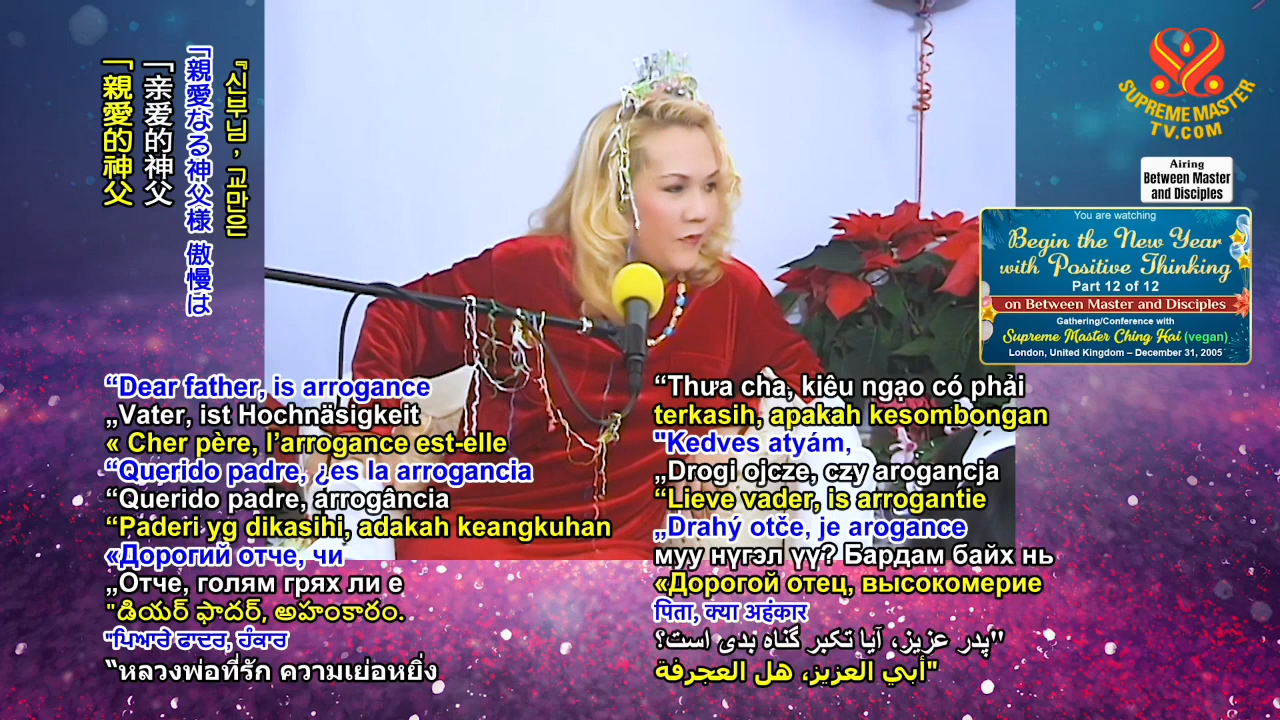 『신부님, 교만은
「親愛なる神父様 傲慢は
「亲爱的神父
「親愛的神父
SUPREME MASTER
TV.COM
Airing
Between Master
and Disciples
You are watching
Begin the New Year
with Positive Thinking
Part 12 of 12
on Between Master and Disciples
Gathering/Conference with
Supreme Master Ching Hai (vegan)
London, United Kingdom – December 31, 2005
“Dear father, is arrogance
„Vater, ist Hochnäsigkeit
« Cher père, l’arrogance est-elle
“Querido padre, ¿es la arrogancia
“Querido padre, arrogância
“Paderi yg dikasihi, adakah keangkuhan
«Дорогий отче, чи
„Отче, голям грях ли е
"డియర్ ఫాదర్, అహంకారం.
"ਪਿਆਰੇ ਫਾਦਰ, ਹੰਕਾਰ
“หลวงพ่อที่รัก ความเย่อหยิ่ง
“Thưa cha, kiêu ngạo có phải
terkasih, apakah kesombongan
"Kedves atyám,
„Drogi ojcze, czy arogancja
“Lieve vader, is arrogantie
„Drahý otče, je arogance
муу нүгэл үү? Бардам байх нь
«Дорогой отец, высокомерие
पिता, क्या अहंकार
"پدر عزیز، آیا تکبر گناه بدی است؟
"أبي العزيز، هل العجرفة